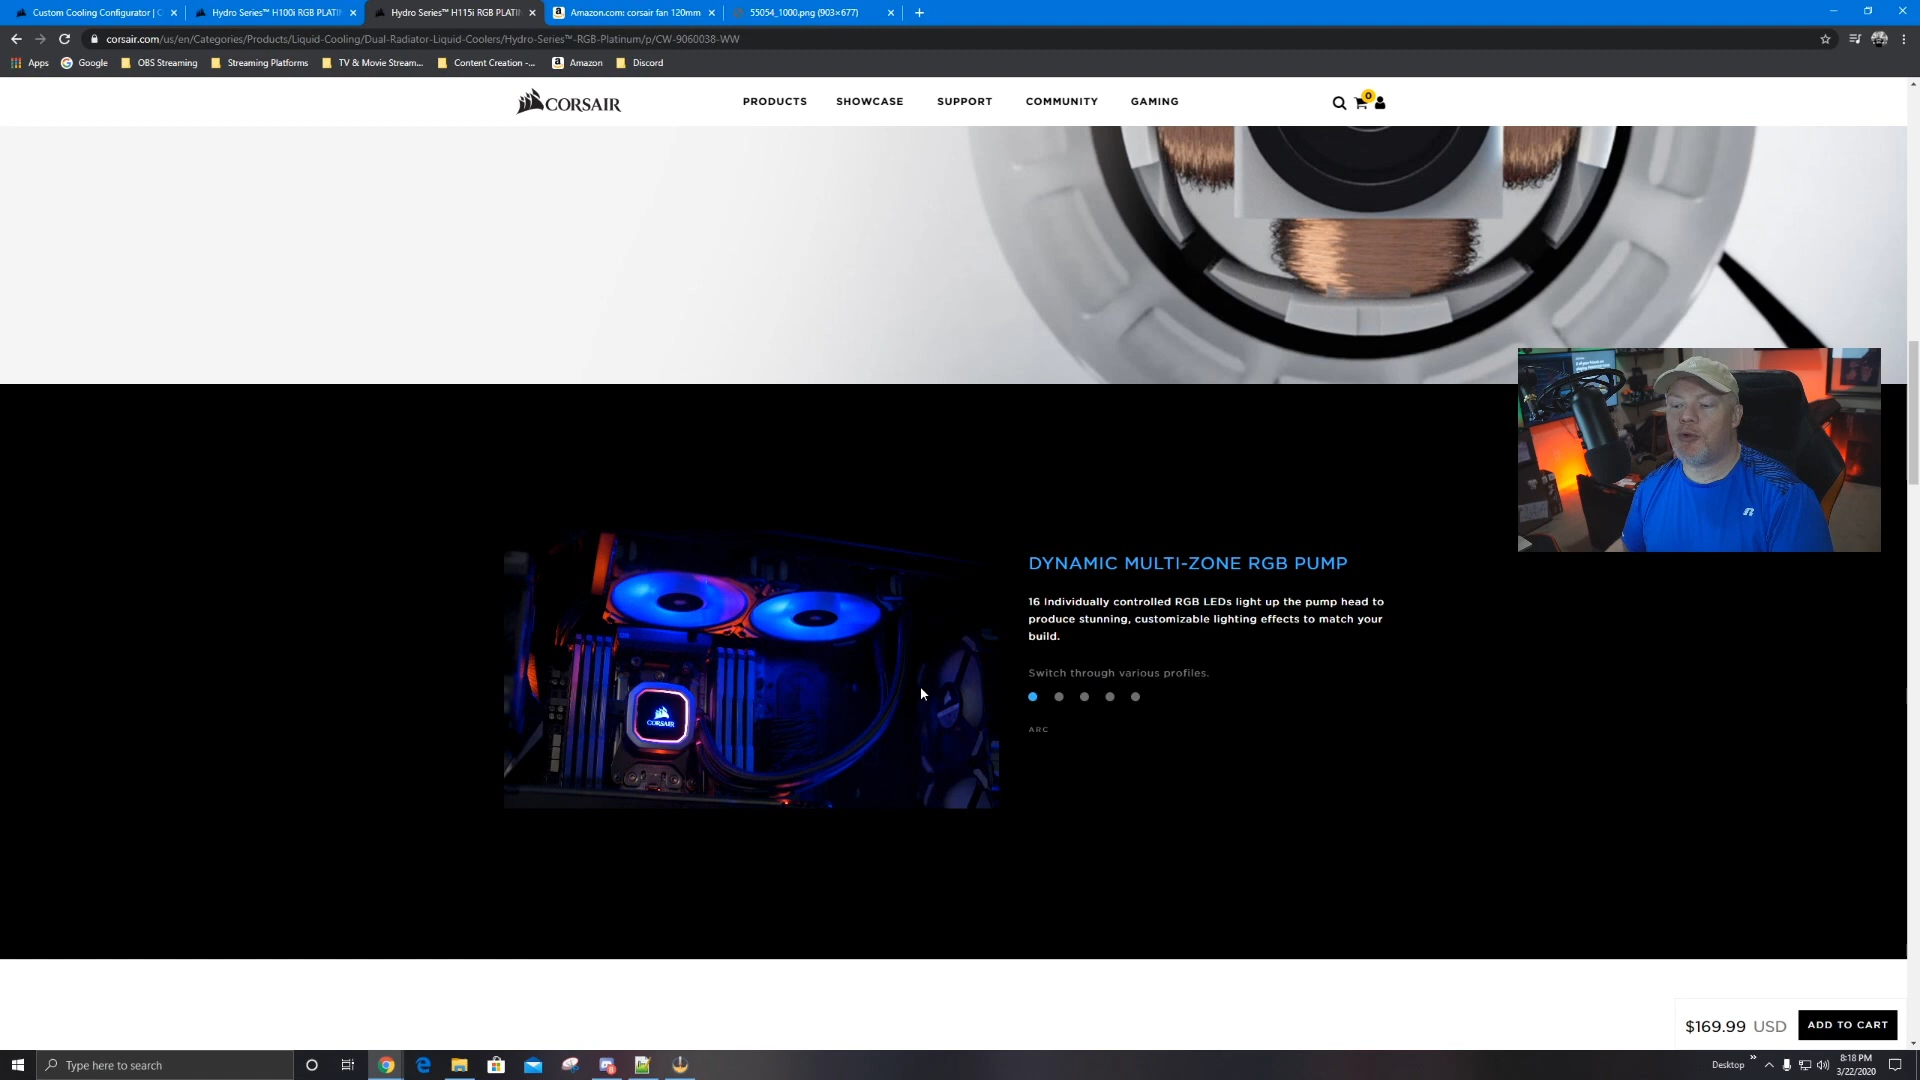 Custom Cooling Configurator | C
Hydro Series™ H100i RGB PLATIN
Hydro Series™ H115i RGB PLATIN
Amazon.com: corsair fan 120mm
55054_1000.png (903×677)
corsair.com/us/en/Categories/Products/Liquid-Cooling/Dual-Radiator-Liquid-Coolers/Hydro-Series™-RGB-Platinum/p/CW-9060038-WW
Apps
Google
OBS Streaming
Streaming Platforms
TV & Movie Stream...
Content Creation -...
Amazon
Discord
CORSAIR
PRODUCTS
SHOWCASE
SUPPORT
COMMUNITY
GAMING
0
DYNAMIC MULTI-ZONE RGB PUMP
16 Individually controlled RGB LEDs light up the pump head to
produce stunning, customizable lighting effects to match your
build.
Switch through various profiles.
ARC
CORSAIR
$169.99 USD
ADD TO CART
Type here to search
Desktop
8:18 PM
3/22/2020